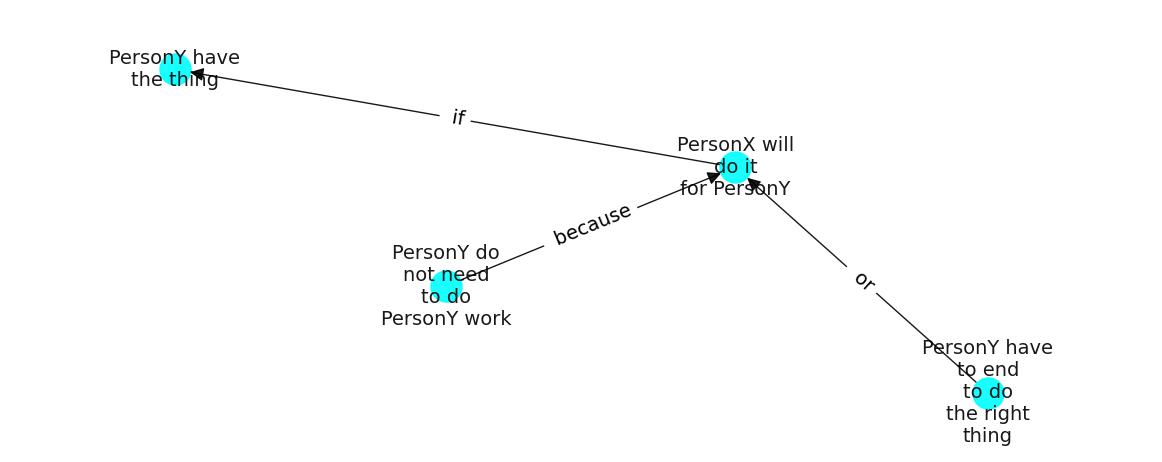 PersonY have
the thing
if
PersonX will
do it
for PersonY
because
PersonY do
not need
to do
PersonY work
or
PersonY have
to end
to do
the right
thing